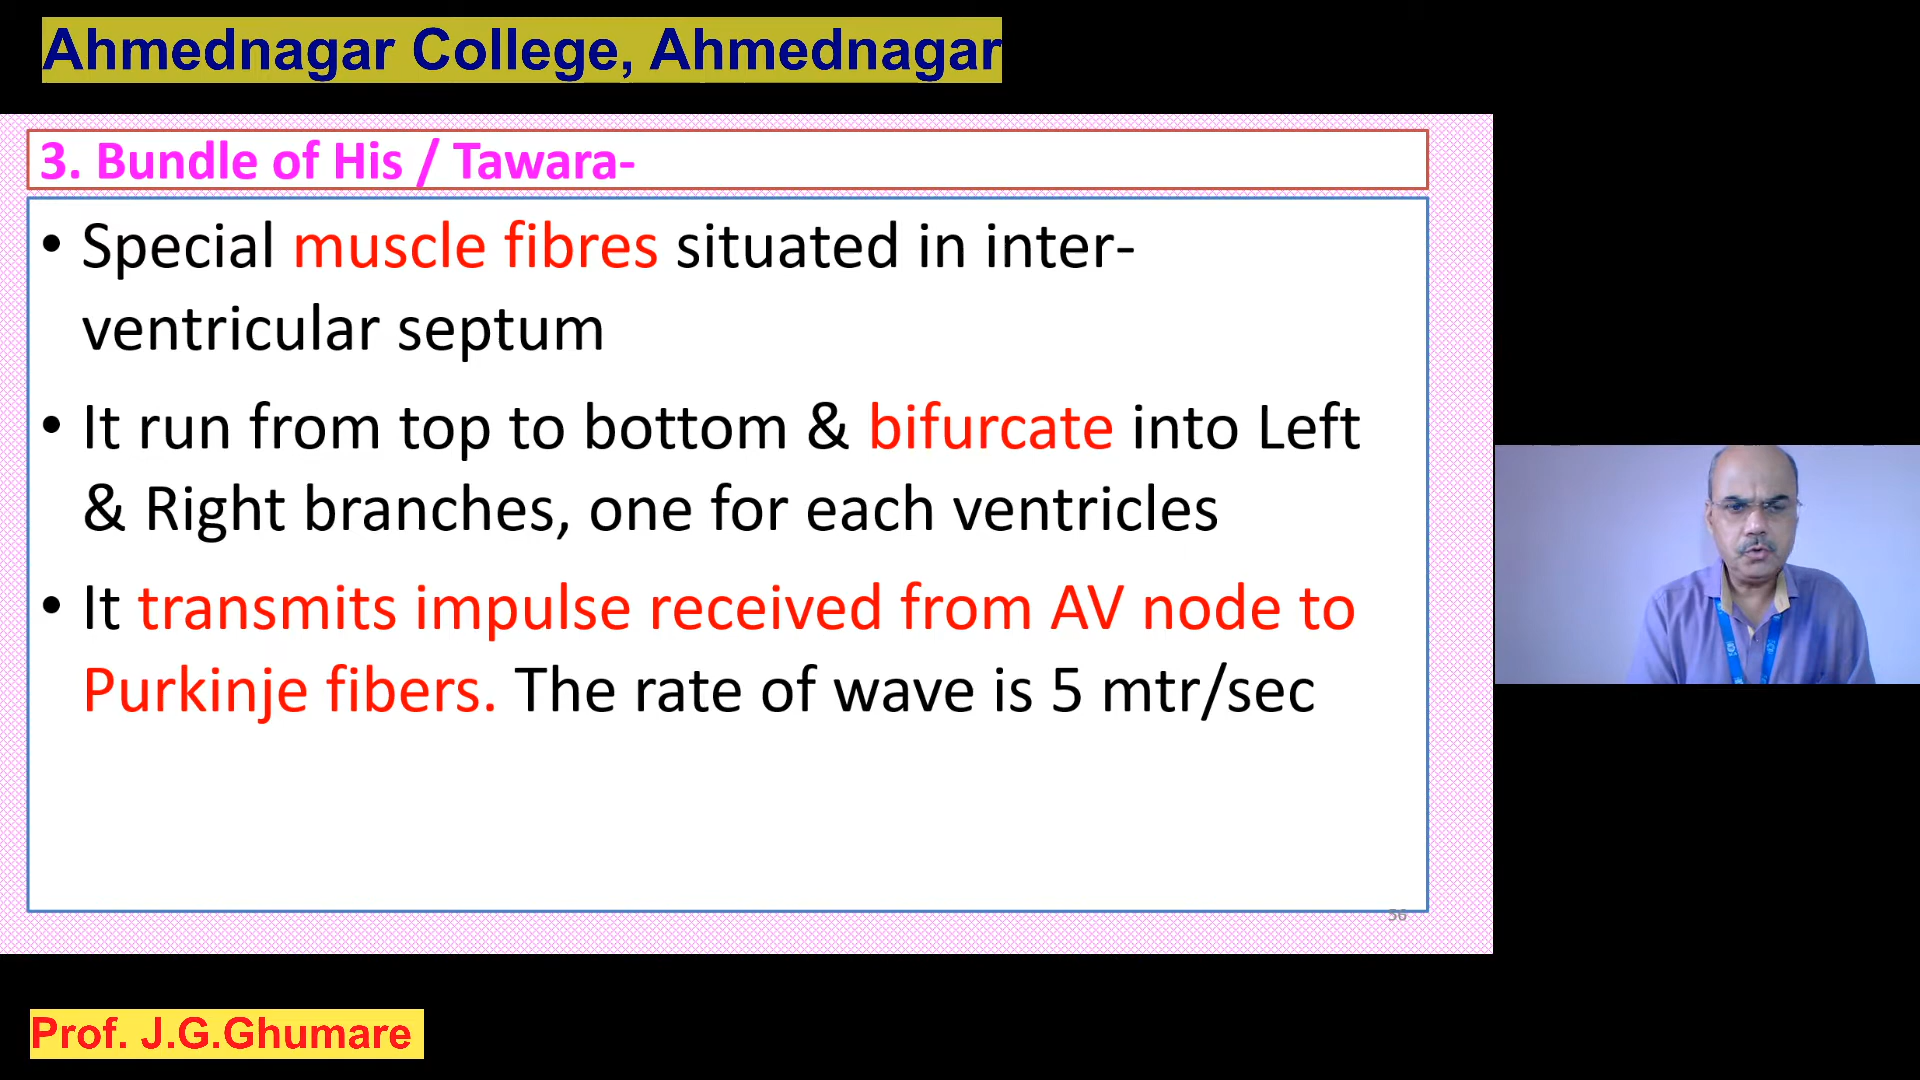 Ahmednagar College, Ahmednagar
3. Bundle of His / Tawara-
• Special muscle fibres situated in inter-
ventricular septum
• It run from top to bottom & bifurcate into Left
& Right branches, one for each ventricles
• It transmits impulse received from AV node to
Purkinje fibers. The rate of wave is 5 mtr/sec
36
Prof. J.G.Ghumare